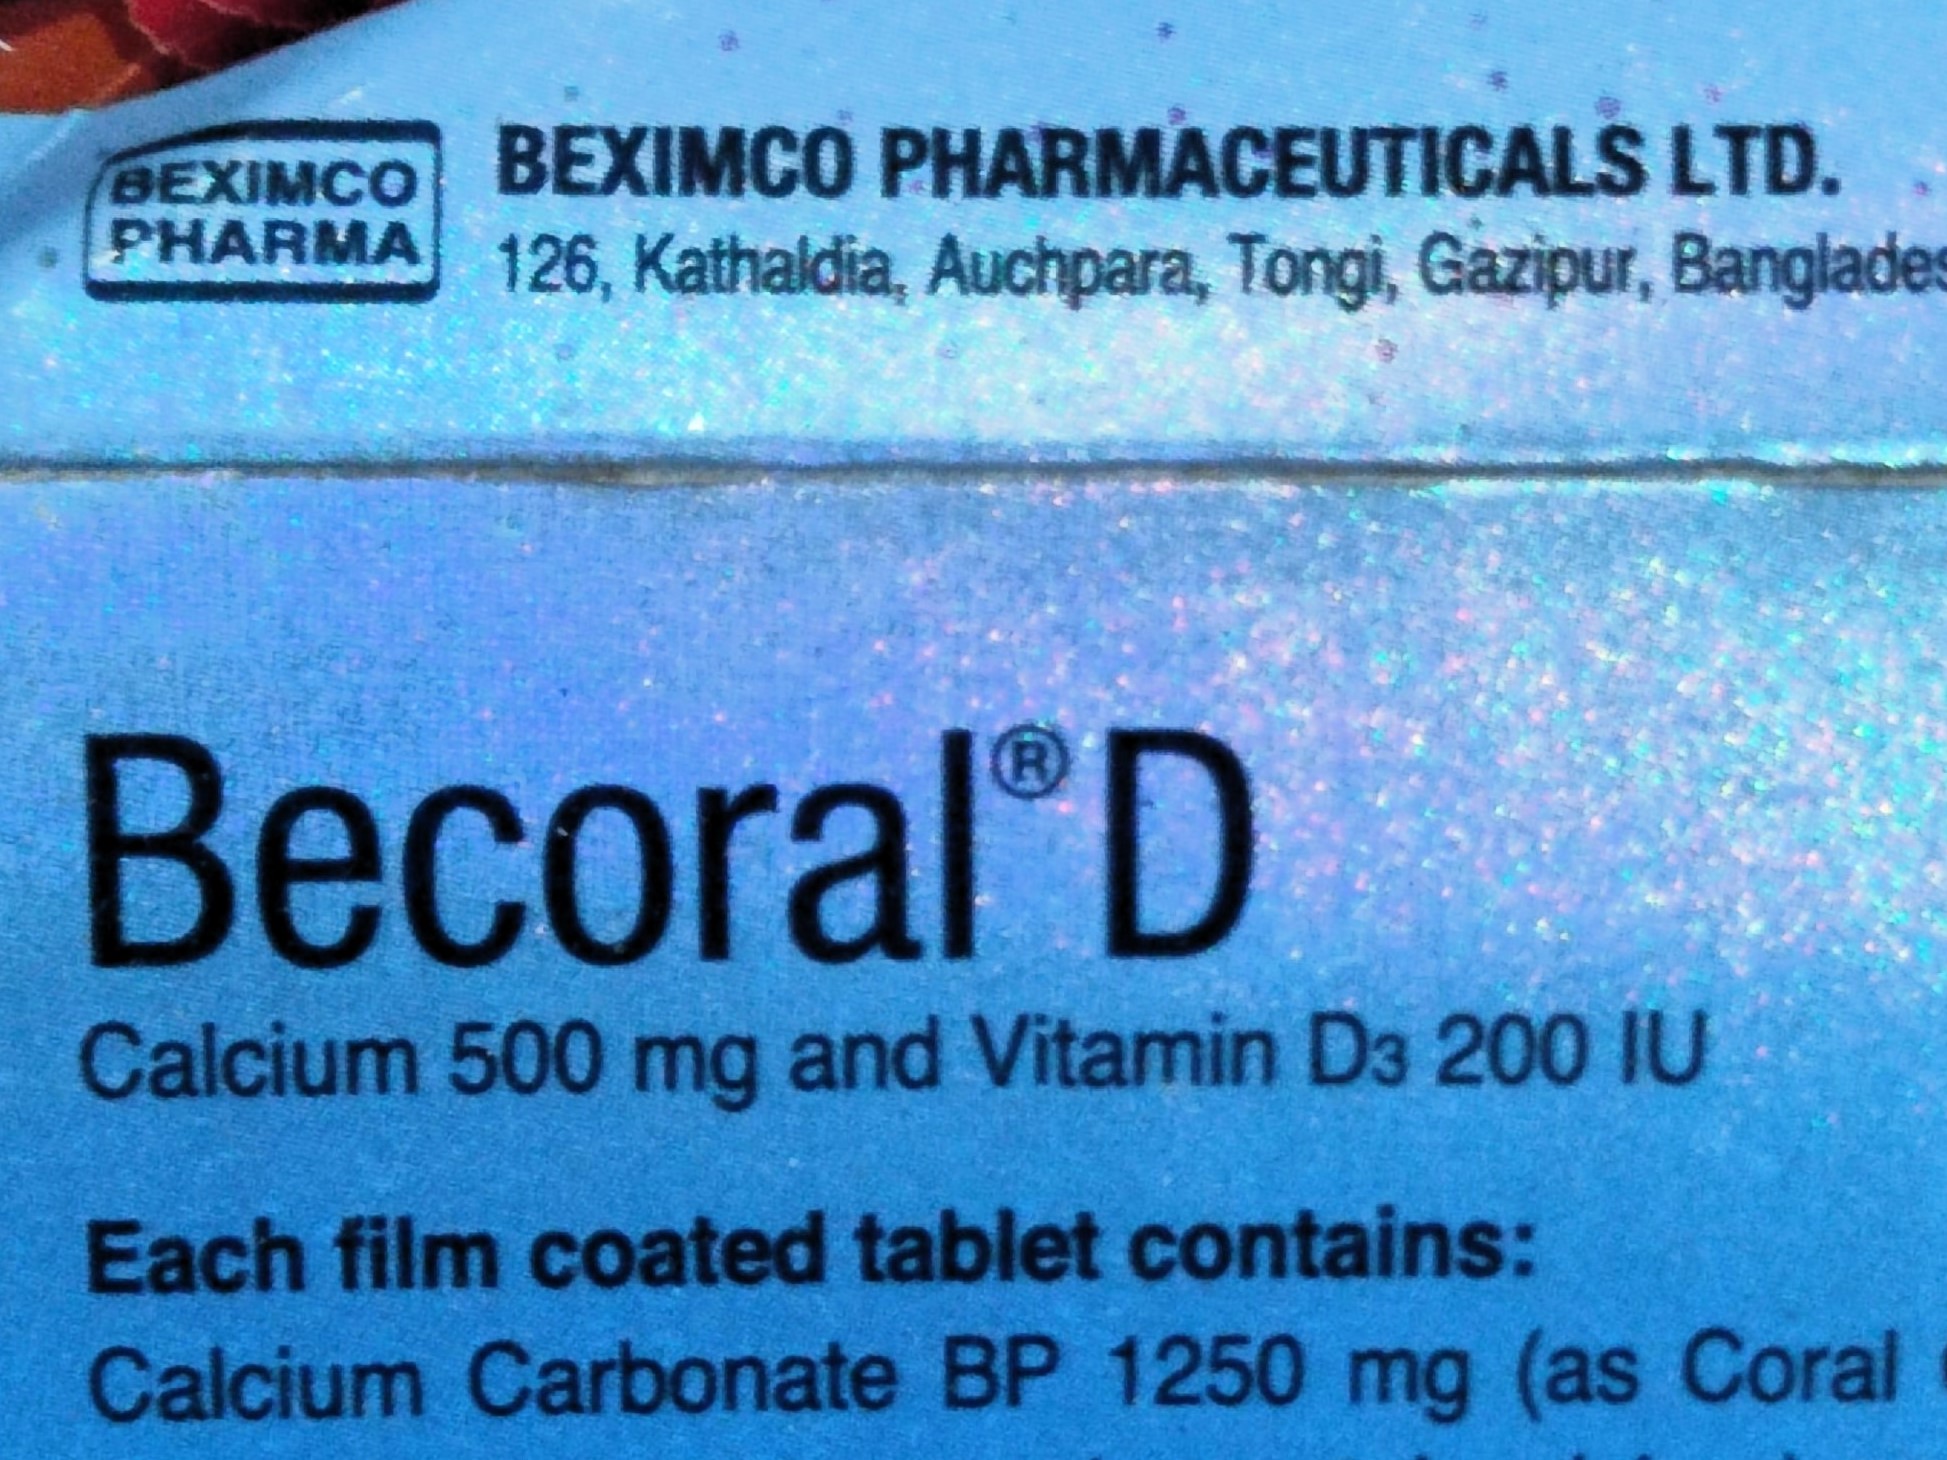 BEXIMCO
PHARMA
BEXIMCO PHARMACEUTICALS LTD.
126, Kathaldia, Auchpara, Tongi, Gazipur, Banglades
Becoral® D
Calcium 500 mg and Vitamin D3 200 IU
Each film coated tablet contains:
Calcium Carbonate BP 1250 mg (as Coral